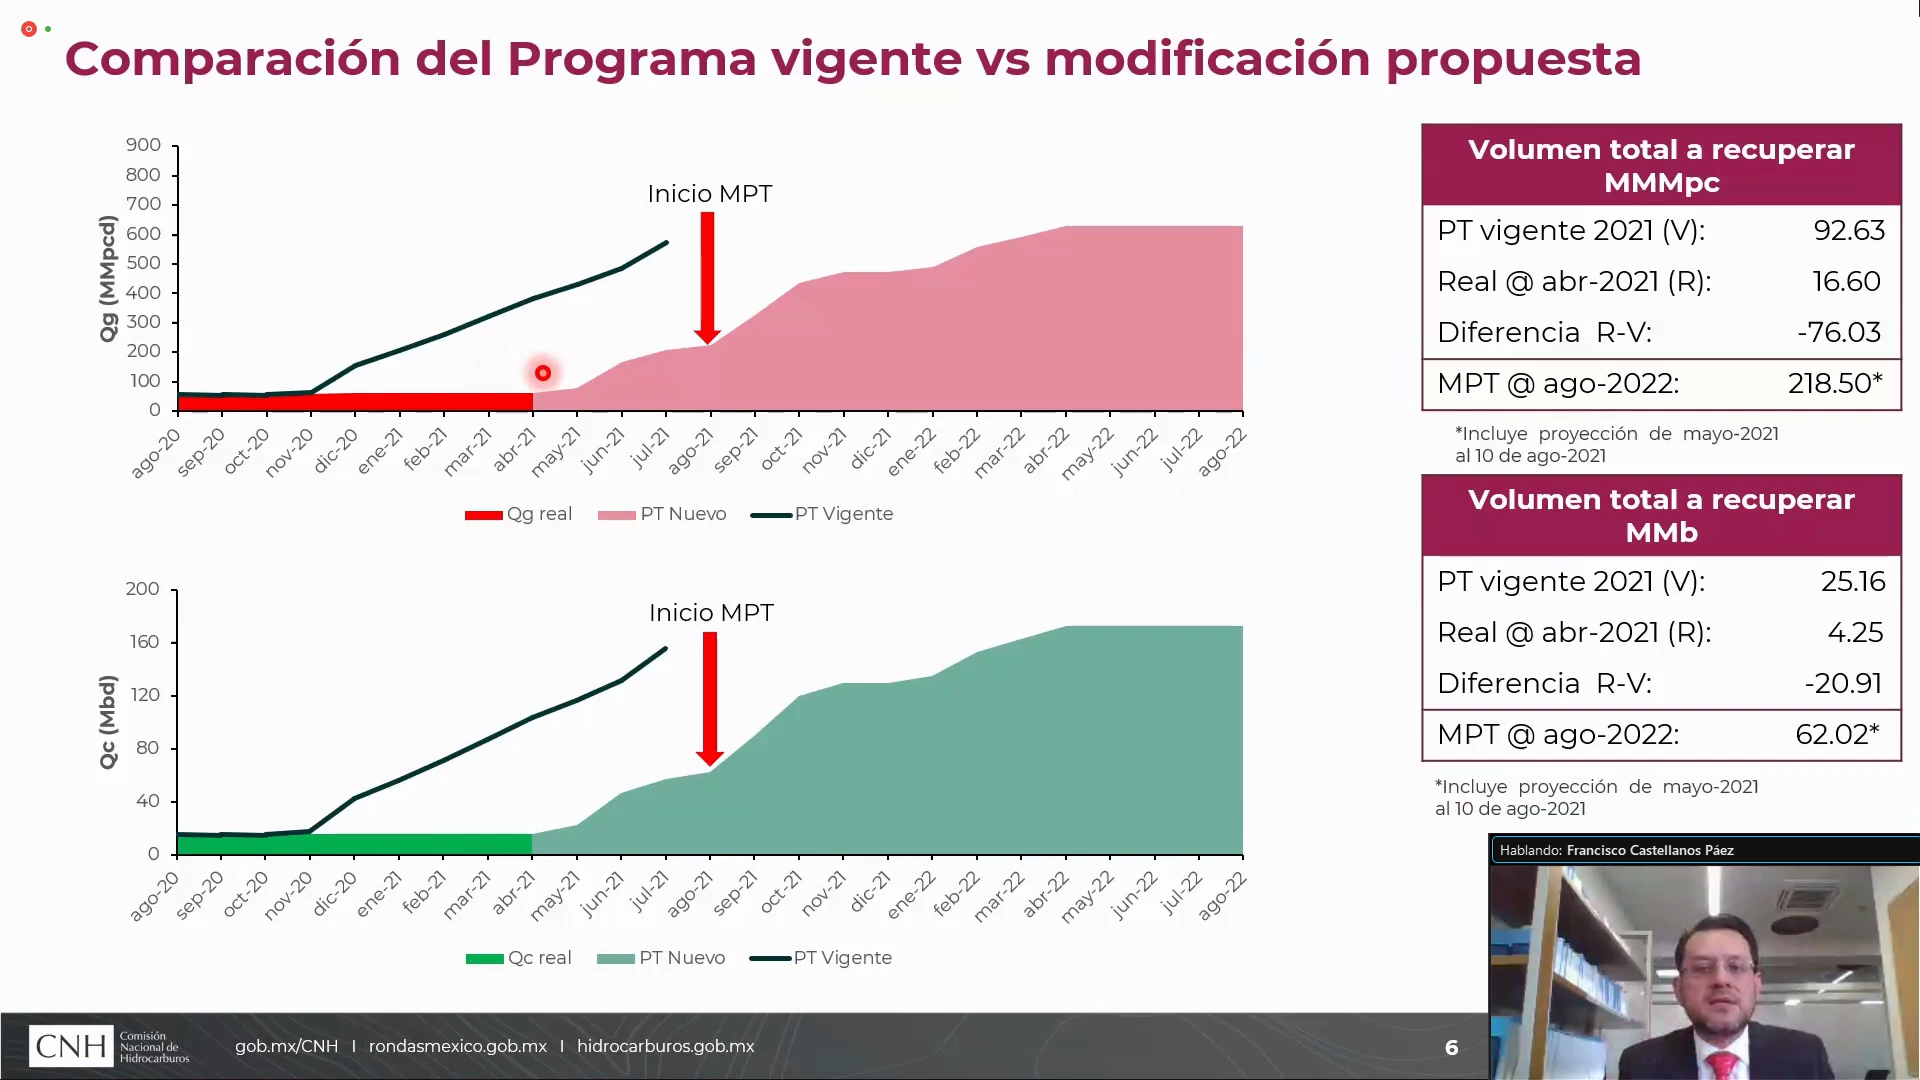 Comparación del Programa vigente vs modificación propuesta
900
800
700
600
500
400
300
200
100
0
Qg (MMpcd)
Inicio MPT
ago-20
sep-20
oct-20
nov-20
dic-20
ene-21
feb-21
mar-21
abr-21
may-21
jun-21
jul-21
ago-21
sep-21
oct-21
nov-21
dic-21
ene-22
feb-22
mar-22
abr-22
may-22
jun-22
jul-22
ago-22
Qg real PT Nuevo PT Vigente
200
160
120
80
40
0
Qc (Mbd)
Inicio MPT
ago-20
sep-20
oct-20
nov-20
dic-20
ene-21
feb-21
mar-21
abr-21
may-21
jun-21
jul-21
ago-21
sep-21
oct-21
nov-21
dic-21
ene-22
feb-22
mar-22
abr-22
may-22
jun-22
jul-22
ago-22
Qc real PT Nuevo PT Vigente
Volumen total a recuperar
MMMpc
PT vigente 2021 (V): 92.63
Real @ abr-2021 (R): 16.60
Diferencia R-V: -76.03
MPT @ ago-2022: 218.50*
*Incluye proyección de mayo-2021
al 10 de ago-2021
Volumen total a recuperar
MMb
PT vigente 2021 (V): 25.16
Real @ abr-2021 (R): 4.25
Diferencia R-V: -20.91
MPT @ ago-2022: 62.02*
*Incluye proyección de mayo-2021
al 10 de ago-2021
Hablando: Francisco Castellanos Páez
CNH
Comisión
Nacional de
Hidrocarburos
gob.mx/CNH I rondasmexico.gob.mx I hidrocarburos.gob.mx
6